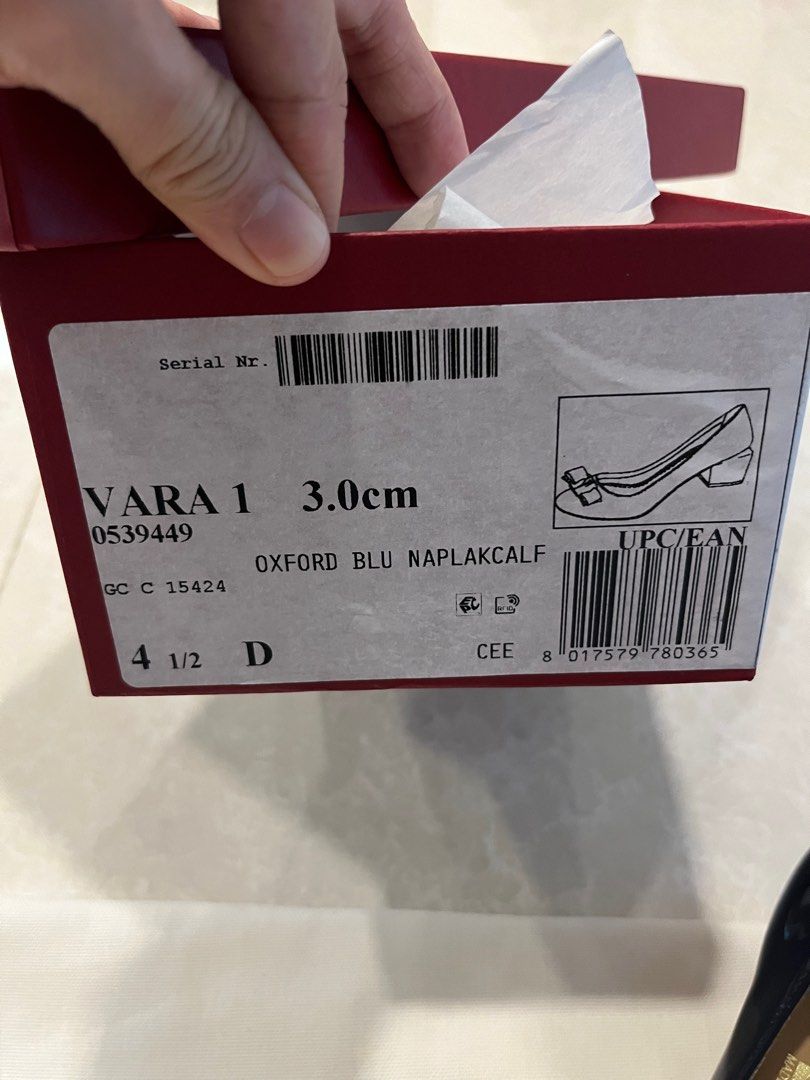 Serial Nr.
VARA 1 3.0cm
0539449
OXFORD BLU NAPLAKCALF
UPC/EAN
GC C 15424
RFID
4 1/2 D
CEE
8 017579 780365